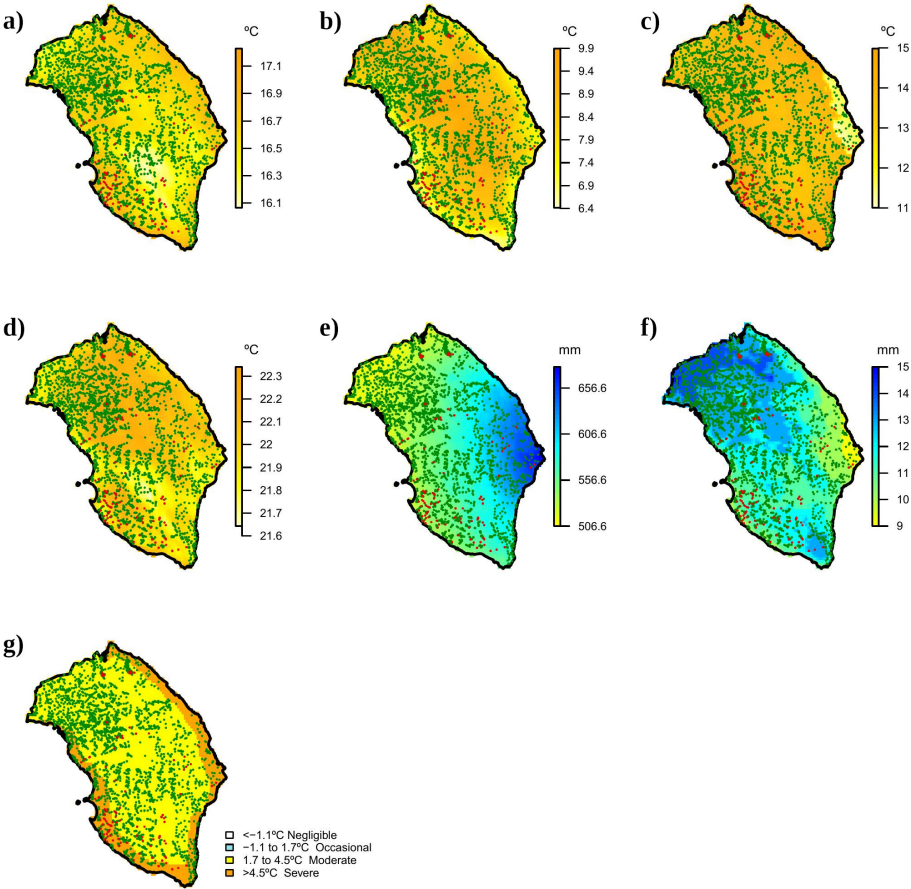 a)
ºC
17.1
16.9
16.7
16.5
16.3
16.1
b)
ºC
9.9
9.4
8.9
8.4
7.9
7.4
6.9
6.4
c)
ºC
15
14
13
12
11
d)
ºC
22.3
22.2
22.1
22
21.9
21.8
21.7
21.6
e)
mm
656.6
606.6
556.6
506.6
f)
mm
15
14
13
12
11
10
9
g)
<−1.1ºC Negligible
−1.1 to 1.7ºC Occasional
1.7 to 4.5ºC Moderate
>4.5ºC Severe